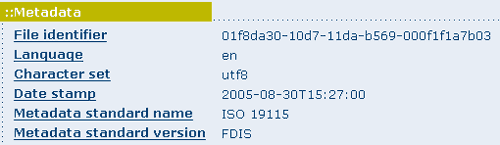 ::Metadata
File identifier 01f8da30-10d7-11da-b569-000f1f1a7b03
Language en
Character set utf8
Date stamp 2005-08-30T15:27:00
Metadata standard name ISO 19115
Metadata standard version FDIS